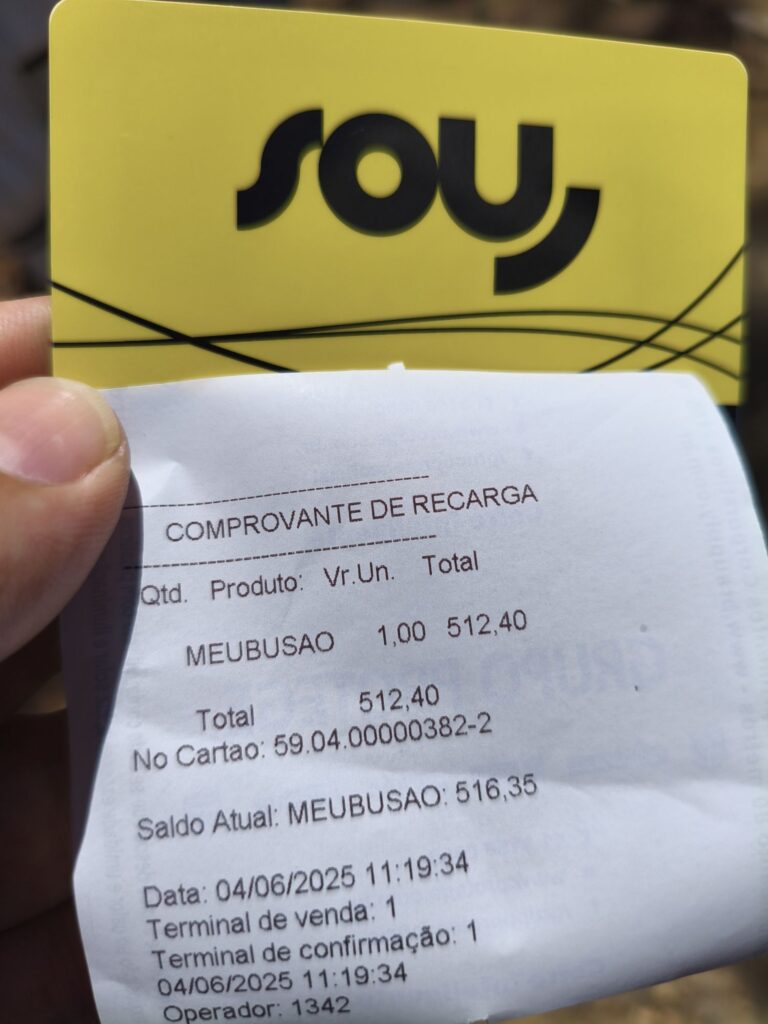 SOU
--------------------------------
COMPROVANTE DE RECARGA
--------------------------------
Qtd. Produto: Vr.Un. Total
MEUBUSAO 1,00 512,40
Total 512,40
No Cartao: 59.04.00000382-2
Saldo Atual: MEUBUSAO: 516,35
Data: 04/06/2025 11:19:34
Terminal de venda: 1
Terminal de confirmação: 1
04/06/2025 11:19:34
Operador: 1342